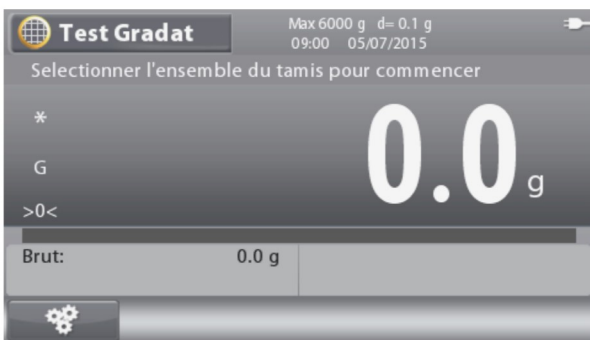 Test Gradat
Max 6000 g d= 0.1 g
09:00 05/07/2015
Selectionner l'ensemble du tamis pour commencer
*
G
>0<
0.0 g
Brut: 0.0 g